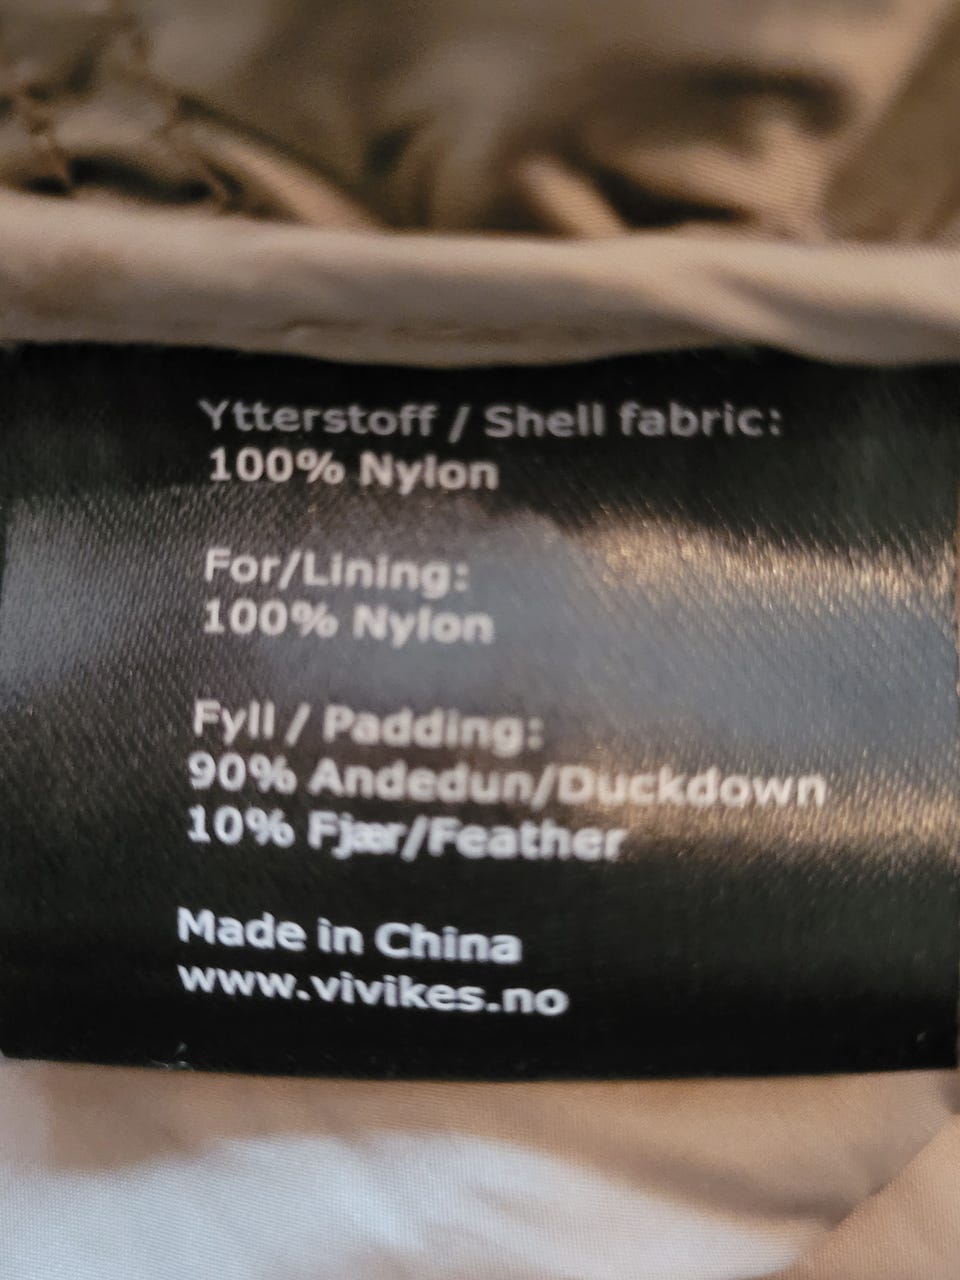 Ytterstoff / Shell fabric:
100% Nylon
For/Lining:
100% Nylon
Fyll / Padding:
90% Andedun/Duckdown
10% Fjær/Feather
Made in China
www.vivikes.no